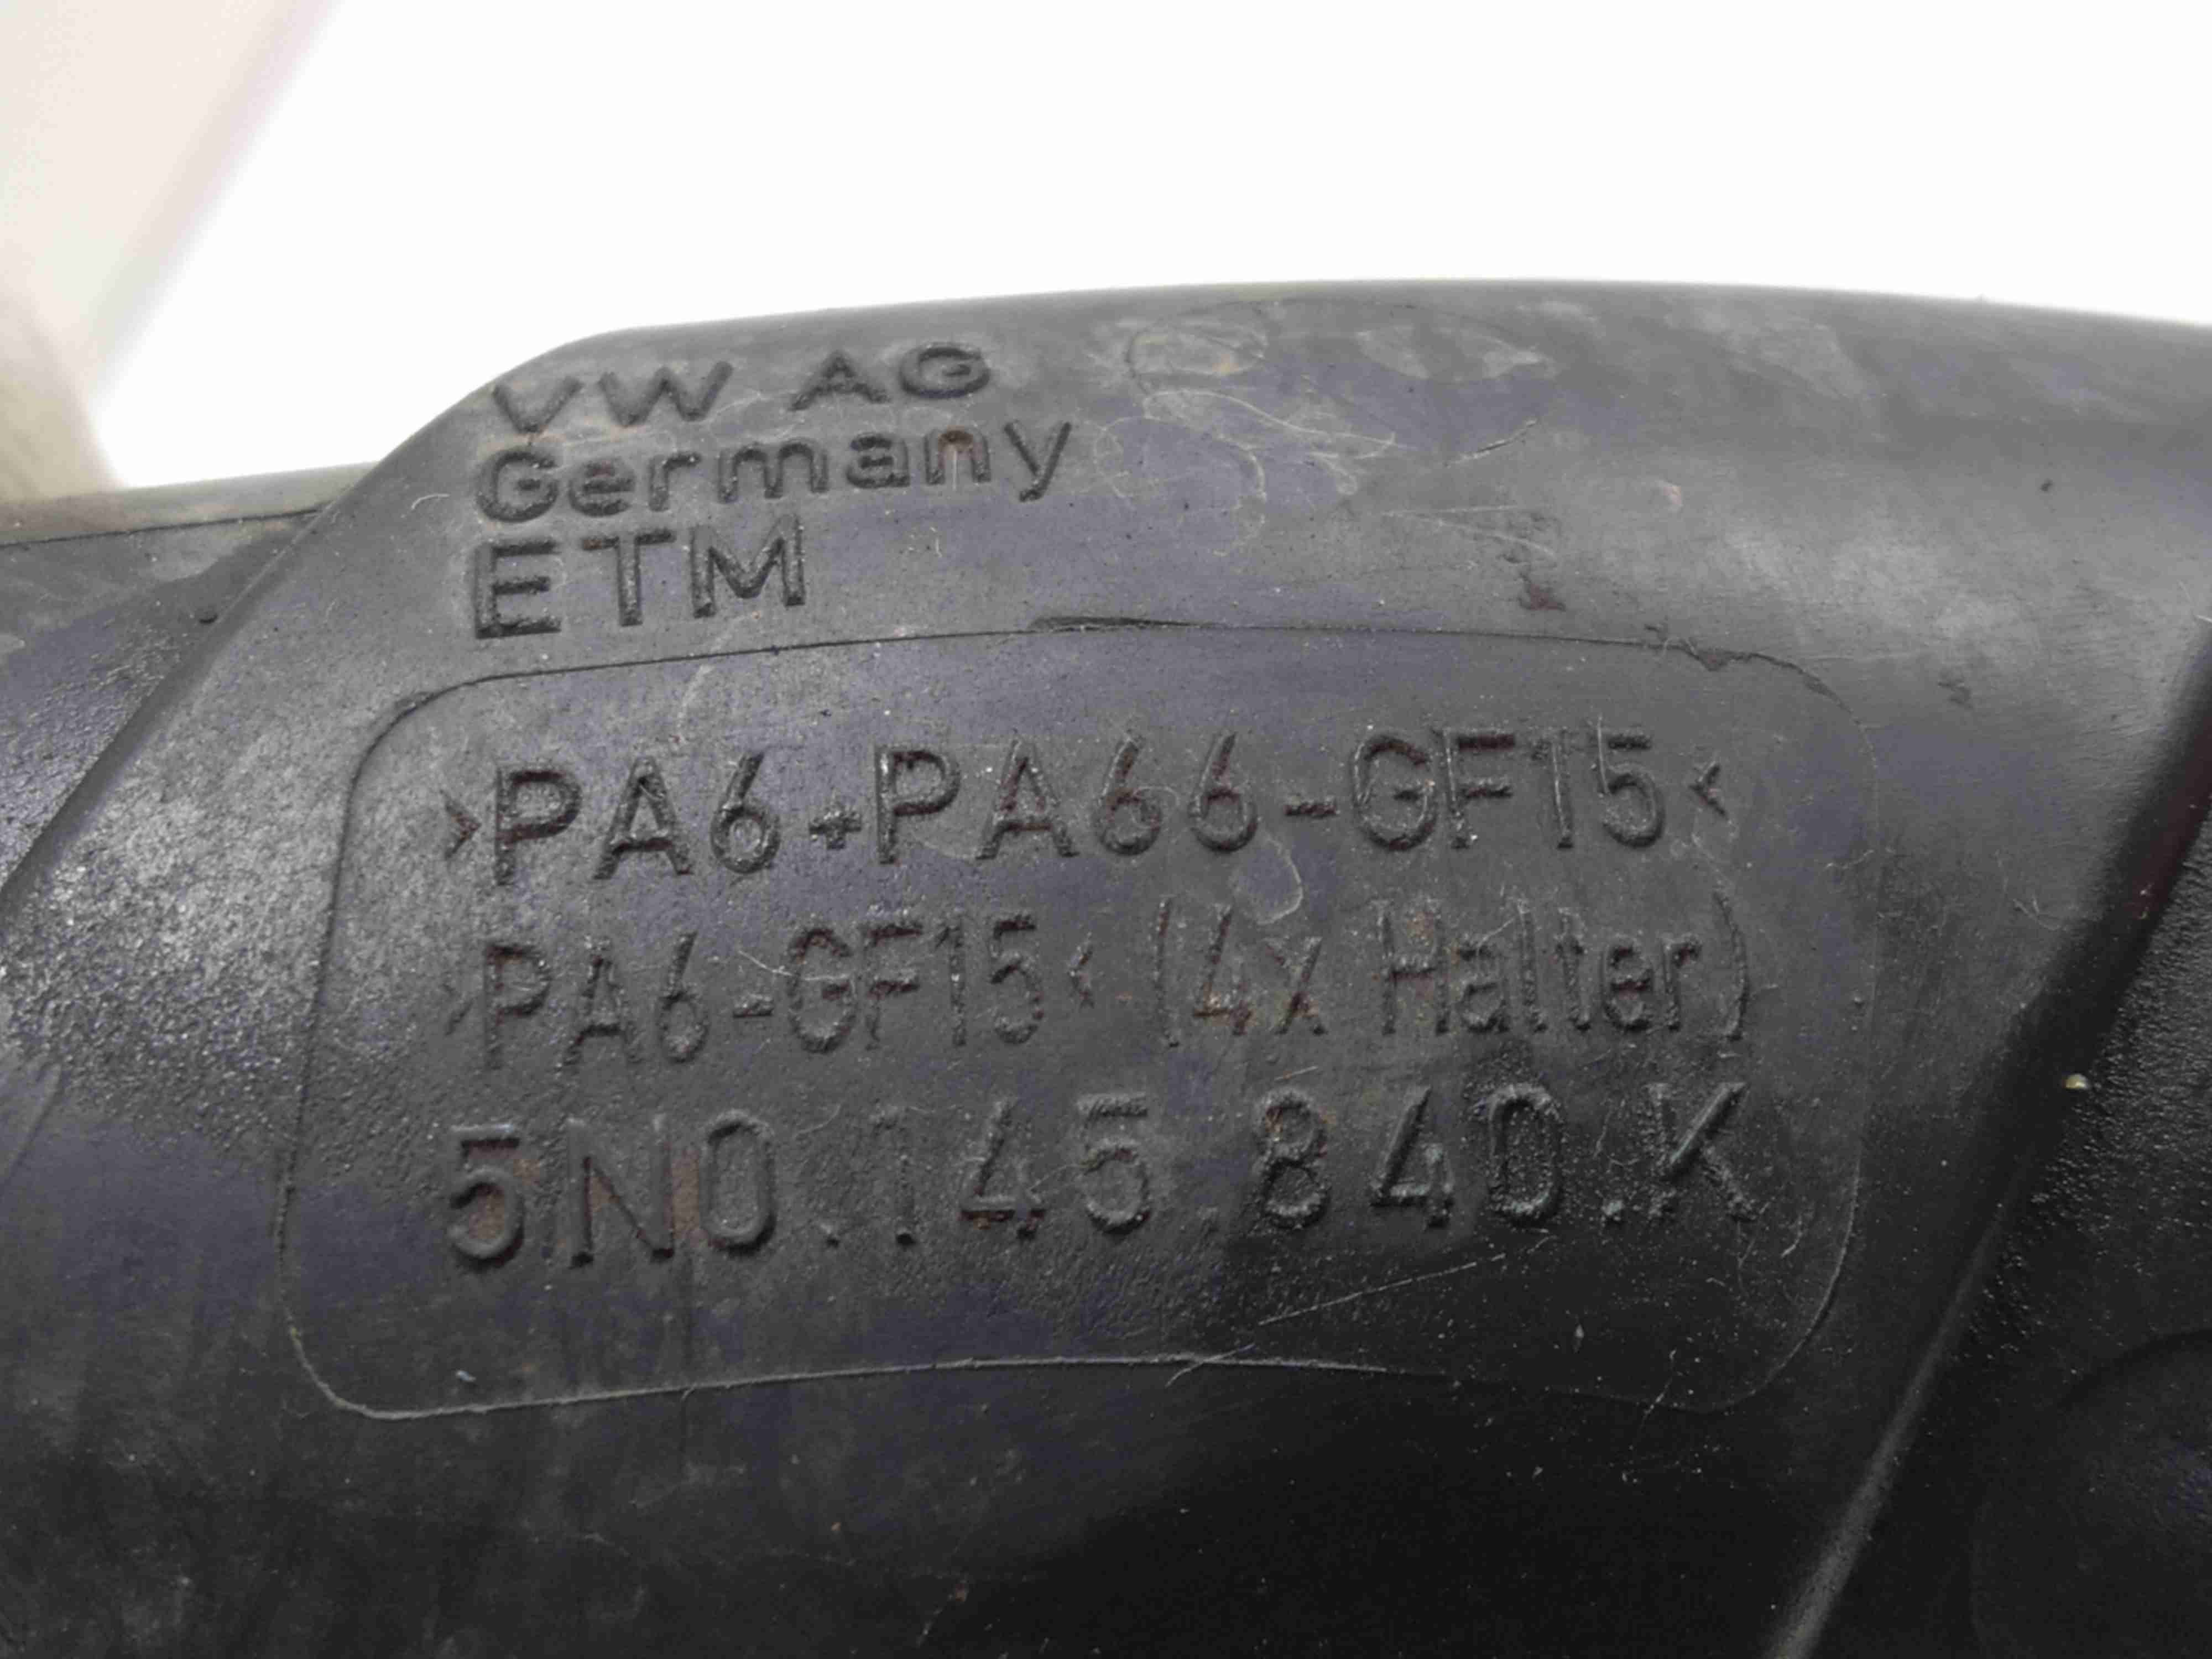 VW AG
Germany
ETM
>PA6+PA66-GF15<
>PA6-GF15< (4x Halter)
5N0.145.840.K